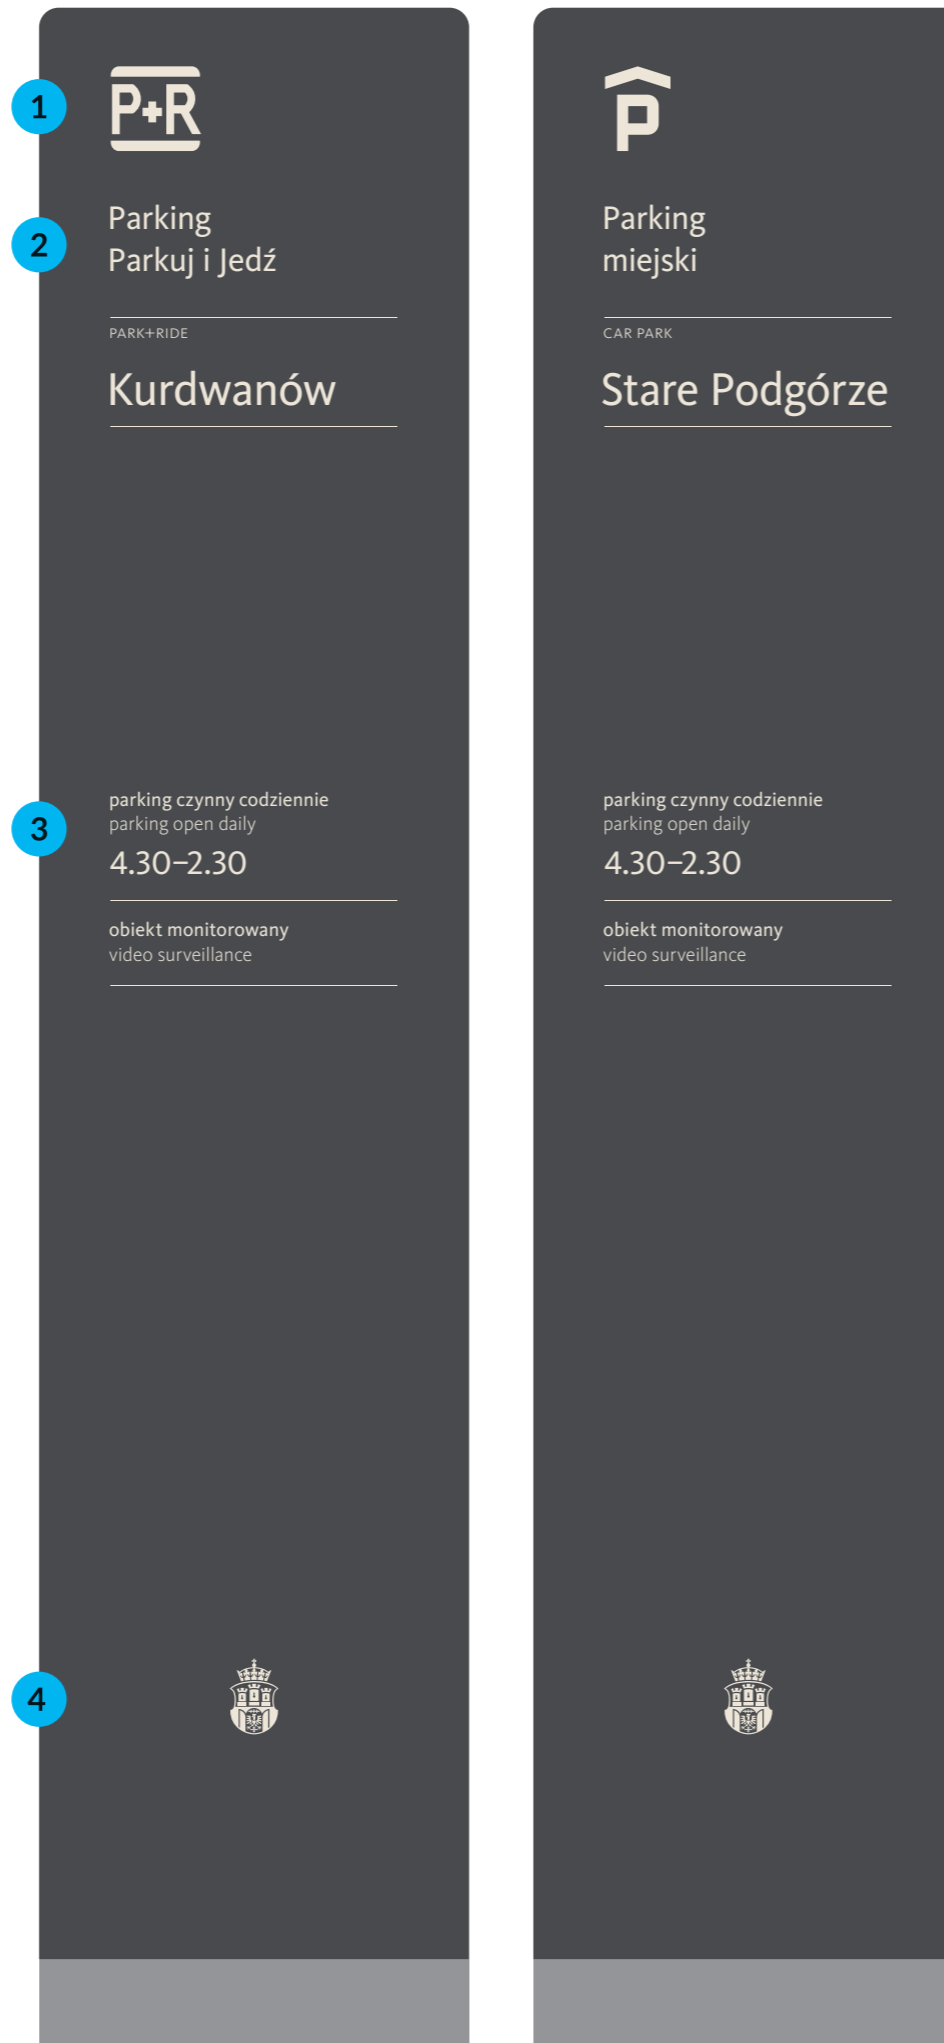 1
P+R
Parking
Parkuj i Jedź
2
PARK+RIDE
Kurdwanów
parking czynny codziennie
parking open daily
4.30–2.30
3
obiekt monitorowany
video surveillance
4
P
Parking
miejski
CAR PARK
Stare Podgórze
parking czynny codziennie
parking open daily
4.30–2.30
obiekt monitorowany
video surveillance